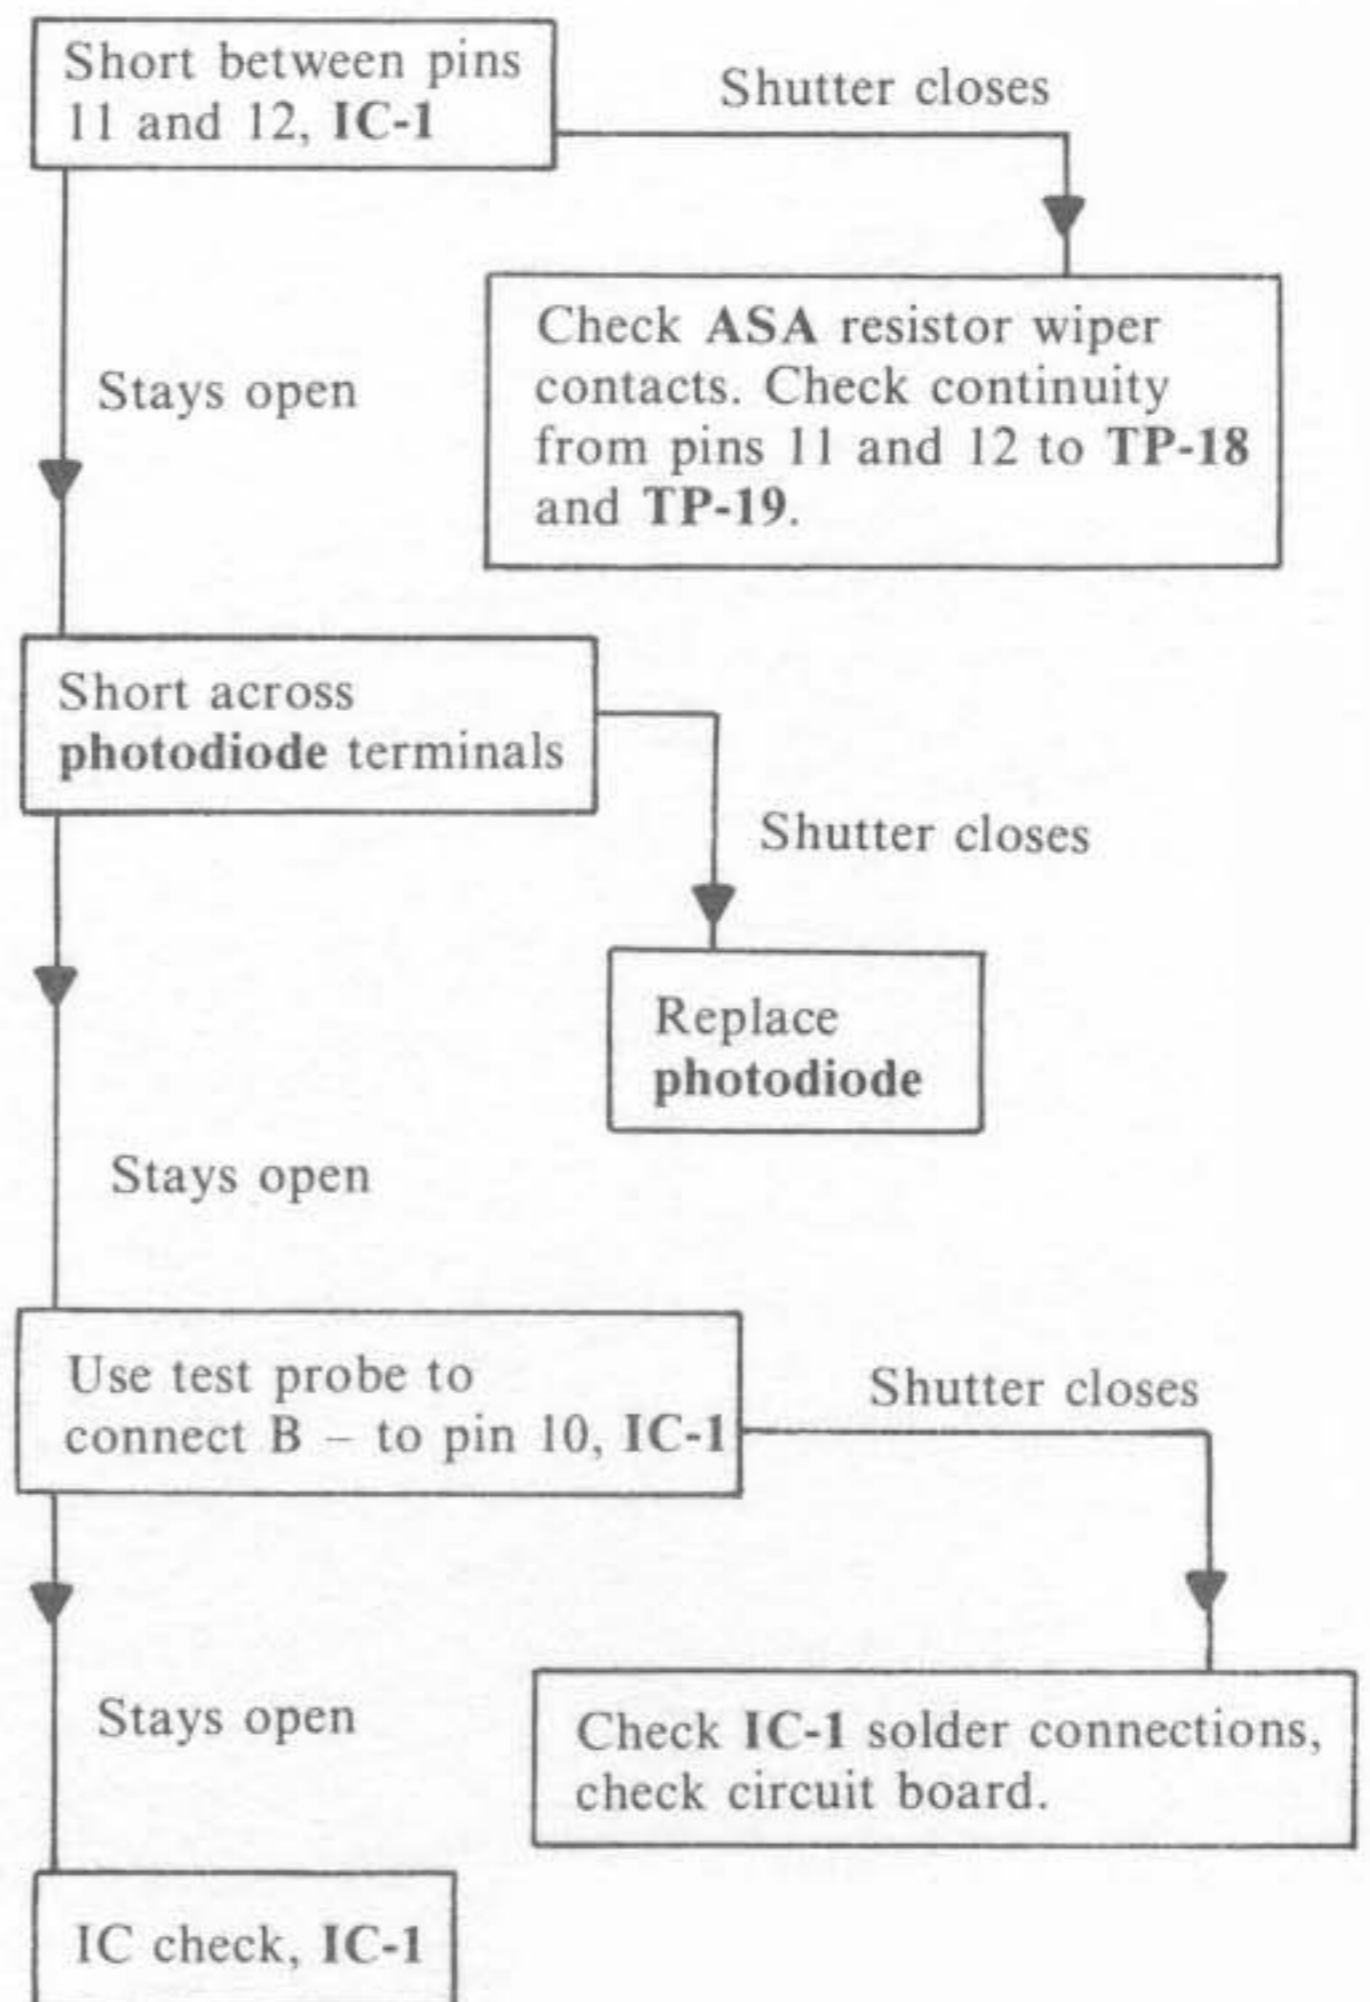 Short between pins
11 and 12, IC-1
Shutter closes
Check ASA resistor wiper
contacts. Check continuity
from pins 11 and 12 to TP-18
and TP-19.
Stays open
Short across
photodiode terminals
Shutter closes
Replace
photodiode
Stays open
Use test probe to
connect B – to pin 10, IC-1
Shutter closes
Check IC-1 solder connections,
check circuit board.
Stays open
IC check, IC-1